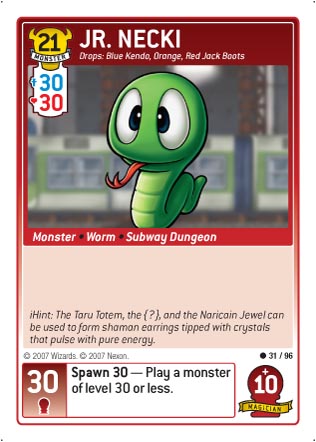 21
MONSTER
JR. NECKI
Drops: Blue Kendo, Orange, Red Jack Boots
30
30
Monster • Worm • Subway Dungeon
iHint: The Taru Totem, the {?}, and the Naricain Jewel can
be used to form shaman earrings tipped with crystals
that pulse with pure energy.
© 2007 Wizards. © 2007 Nexon.
● 31 / 96
30
Spawn 30 — Play a monster
of level 30 or less.
+
10
MAGICIAN